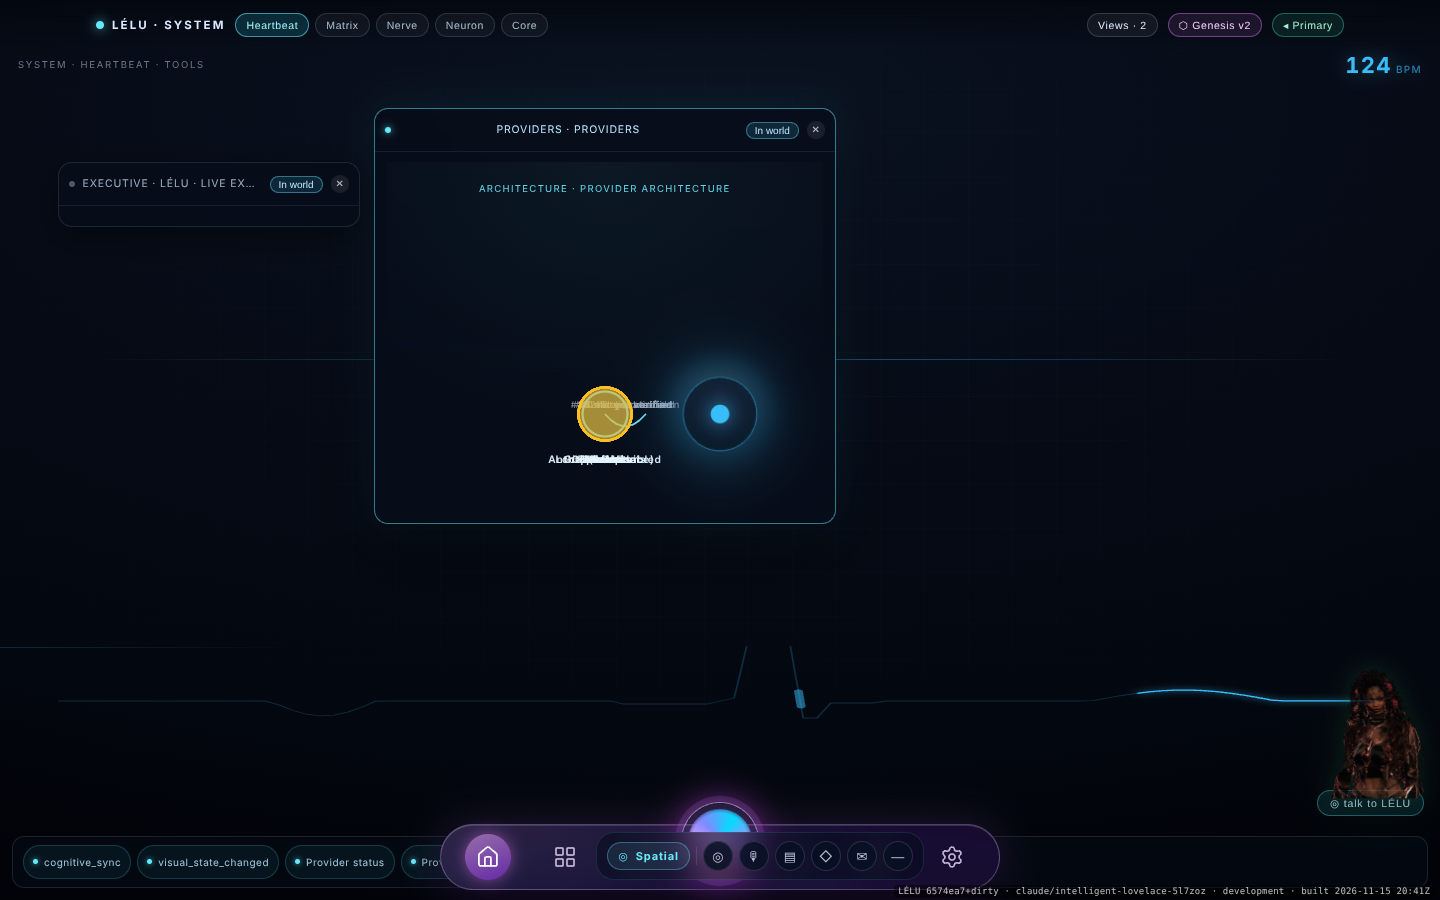 LÉLU · SYSTEM Heartbeat Matrix Nerve Neuron Core Views · 2 ⬡ Genesis v2 ◂ Primary
SYSTEM · HEARTBEAT · TOOLS
124 BPM
PROVIDERS · PROVIDERS In world ✕
EXECUTIVE · LÉLU · LIVE EX... In world ✕
ARCHITECTURE · PROVIDER ARCHITECTURE
◎ talk to LÉLU
cognitive_sync visual_state_changed Provider status
◎ Spatial
LÉLU 6574ea7+dirty · claude/intelligent-lovelace-5l7zoz · development · built 2026-11-15 20:41Z